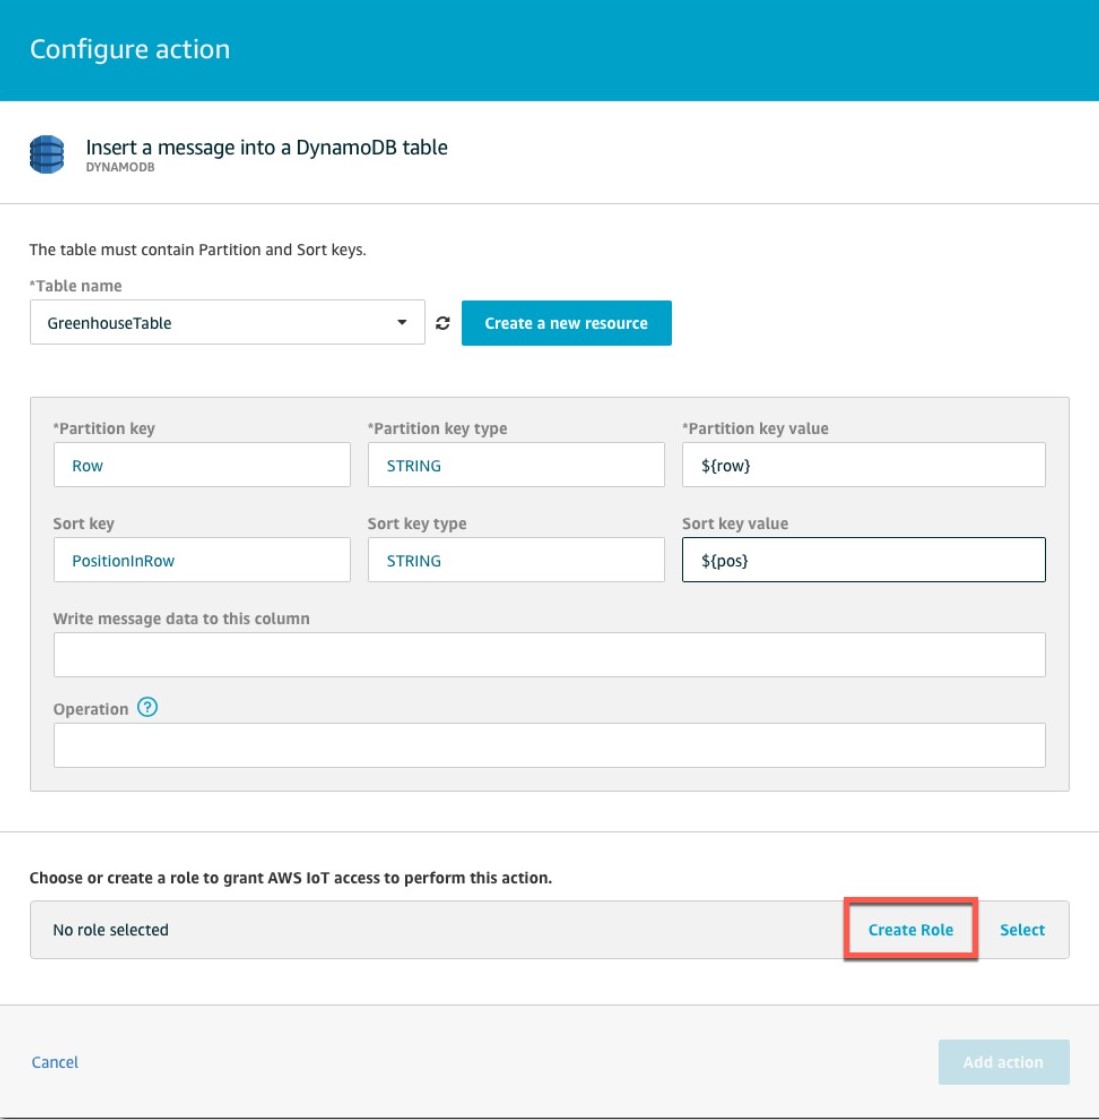 Configure action
Insert a message into a DynamoDB table
DYNAMODB
The table must contain Partition and Sort keys.
*Table name
GreenhouseTable
Create a new resource
*Partition key *Partition key type *Partition key value
Row STRING ${row}
Sort key Sort key type Sort key value
PositionInRow STRING ${pos}
Write message data to this column
Operation ?
Choose or create a role to grant AWS IoT access to perform this action.
No role selected Create Role Select
Cancel Add action